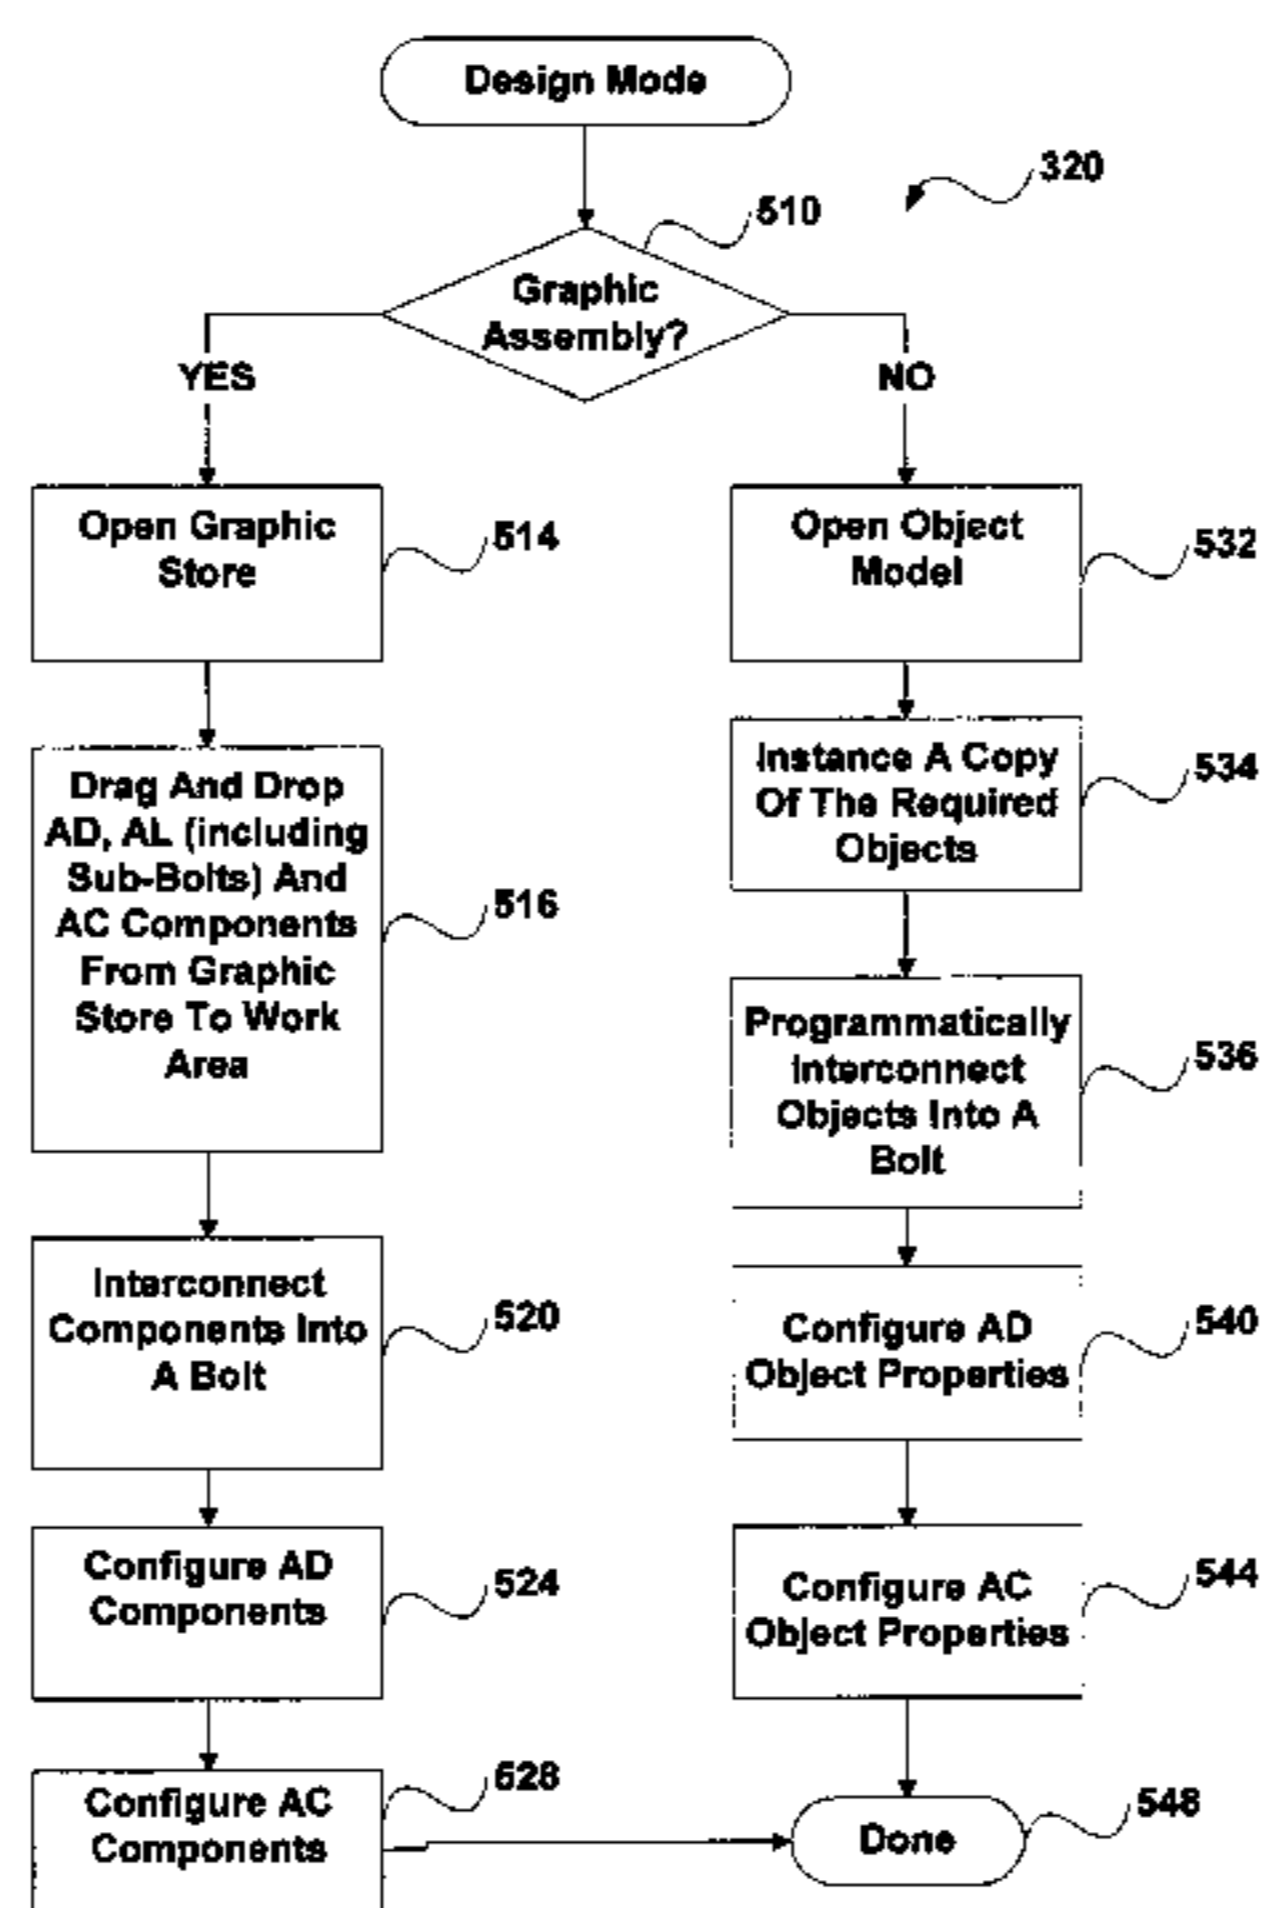 Design Mode
320
510
Graphic
Assembly?
YES
NO
Open Graphic
Store
514
Open Object
Model
532
Drag And Drop
AD, AL (including
Sub-Bolts) And
AC Components
From Graphic
Store To Work
Area
516
Instance A Copy
Of The Required
Objects
534
Programmatically
Interconnect
Objects Into A
Bolt
536
Interconnect
Components Into
A Bolt
520
Configure AD
Object Properties
540
Configure AD
Components
524
Configure AC
Object Properties
544
Configure AC
Components
528
Done
548